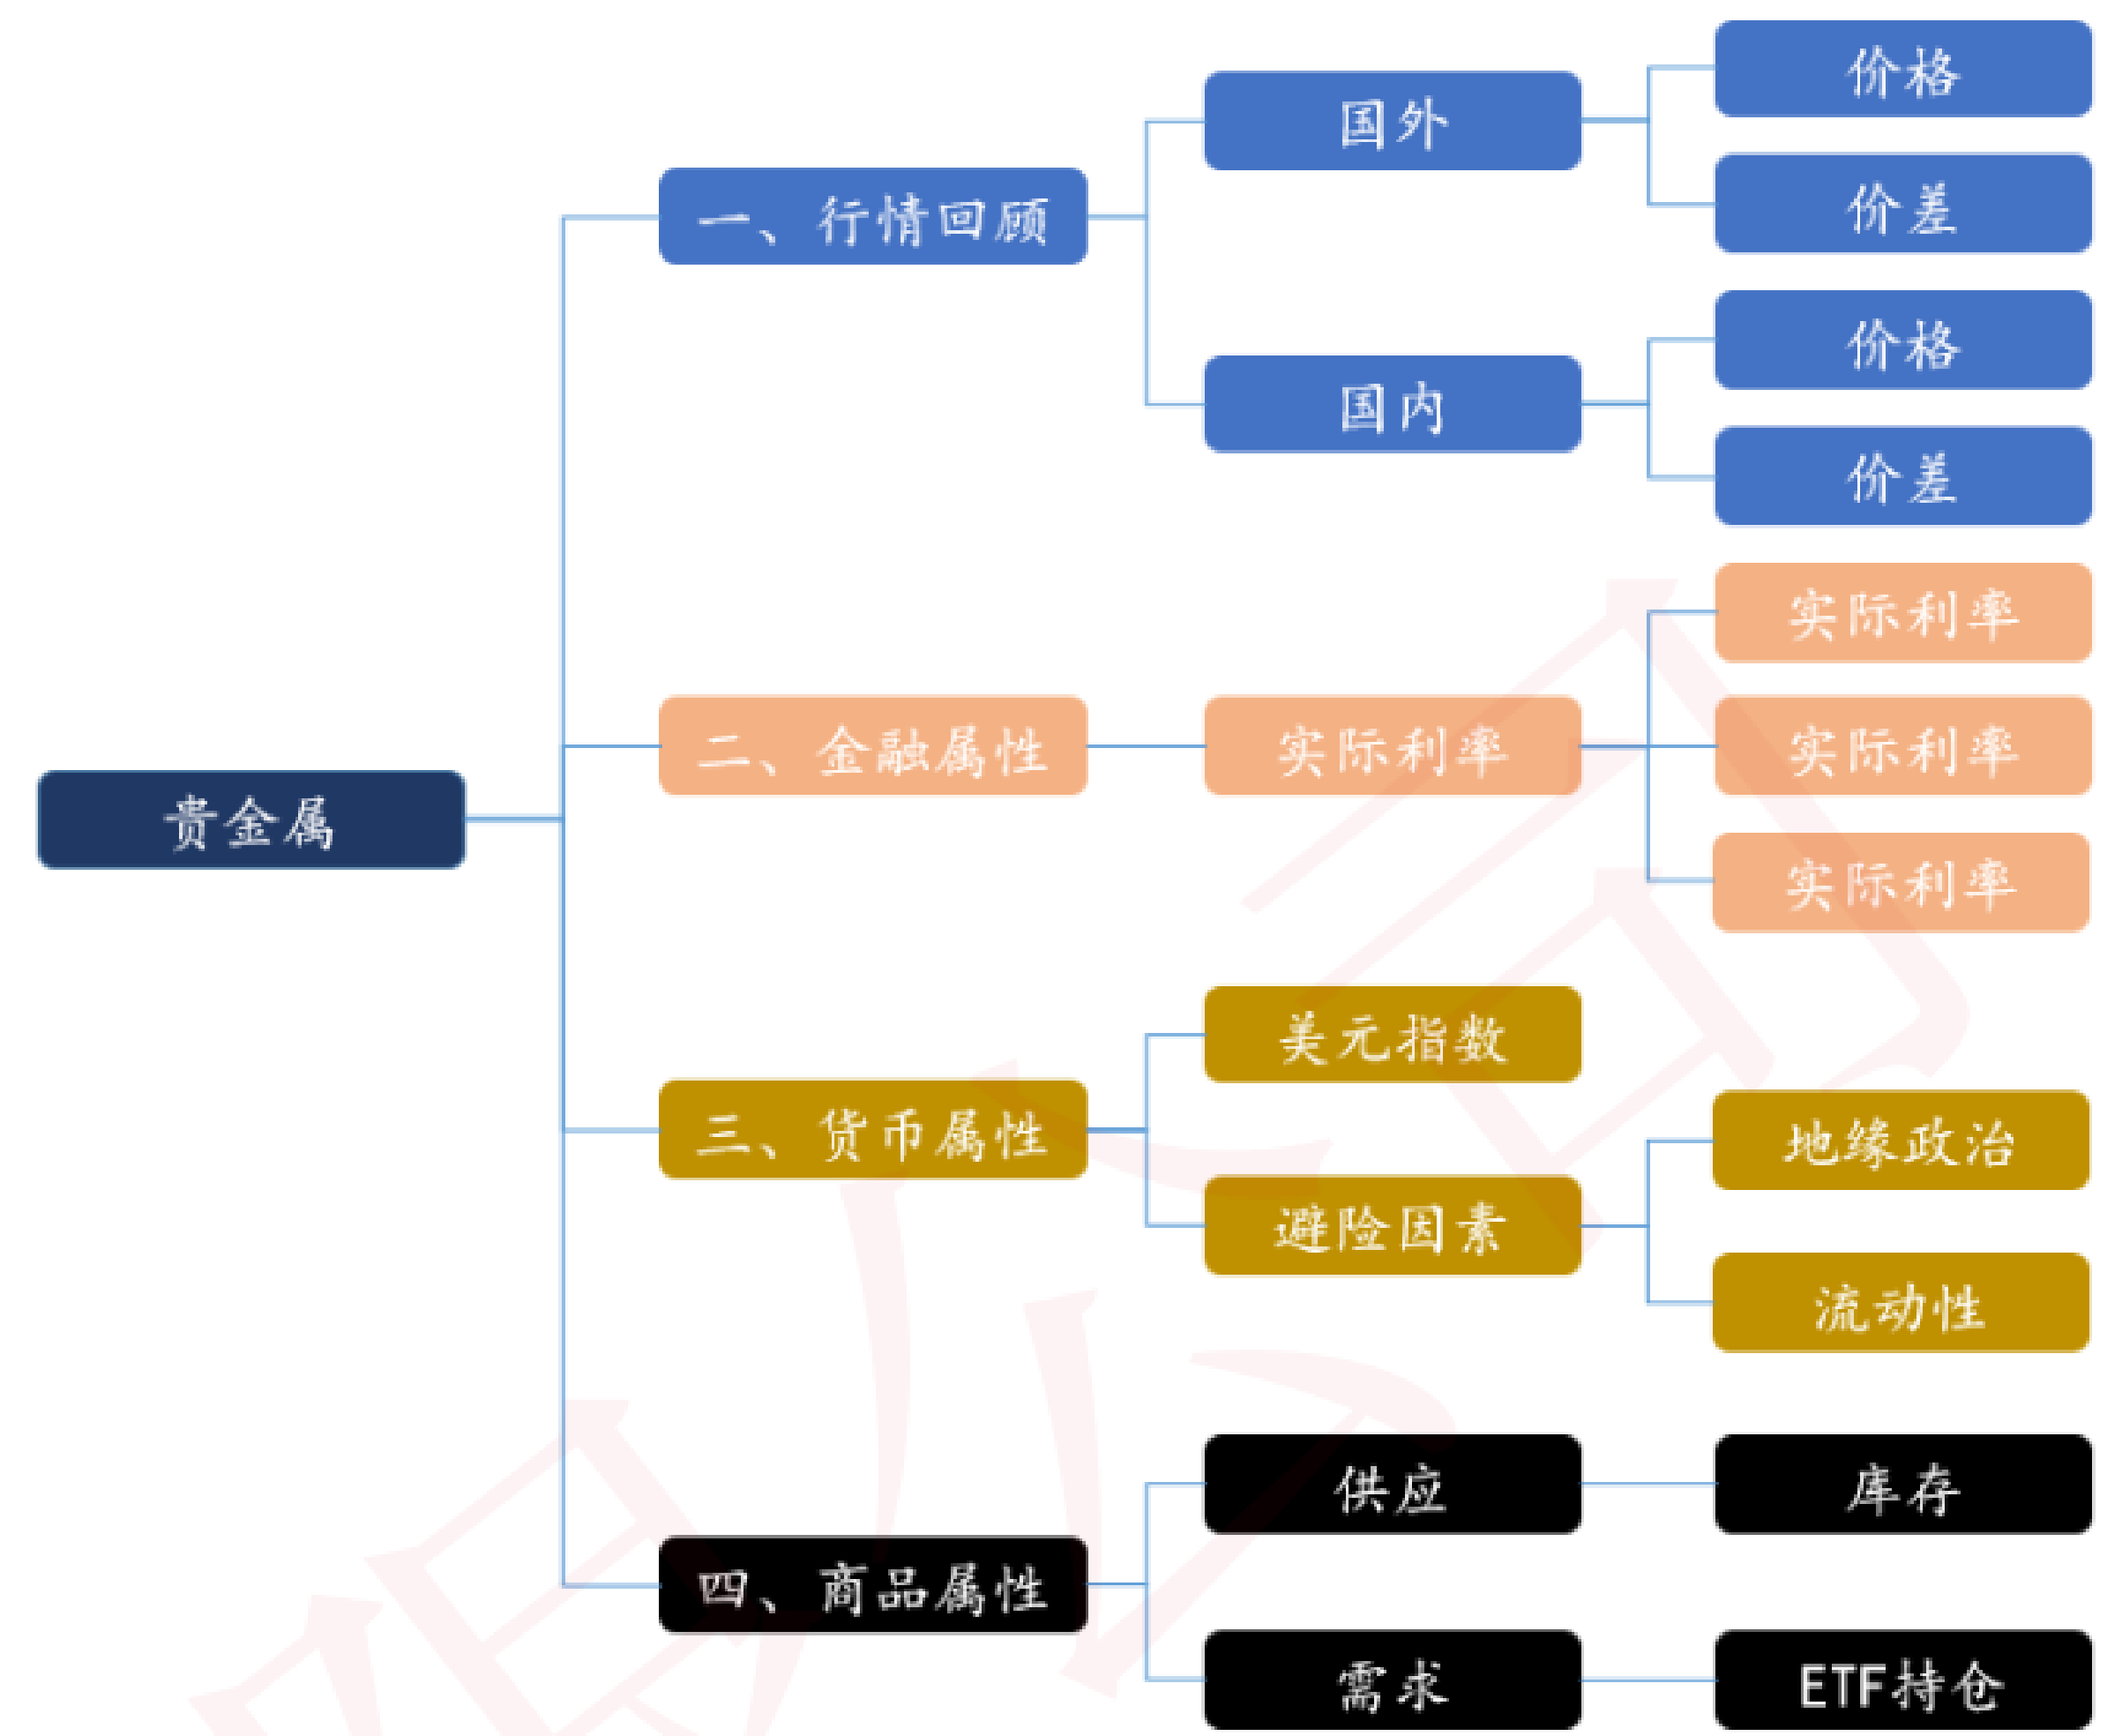 贵金属
一、行情回顾
国外
价格
价差
国内
价格
价差
二、金融属性
实际利率
实际利率
实际利率
实际利率
三、货币属性
美元指数
避险因素
地缘政治
流动性
四、商品属性
供应
库存
需求
ETF持仓